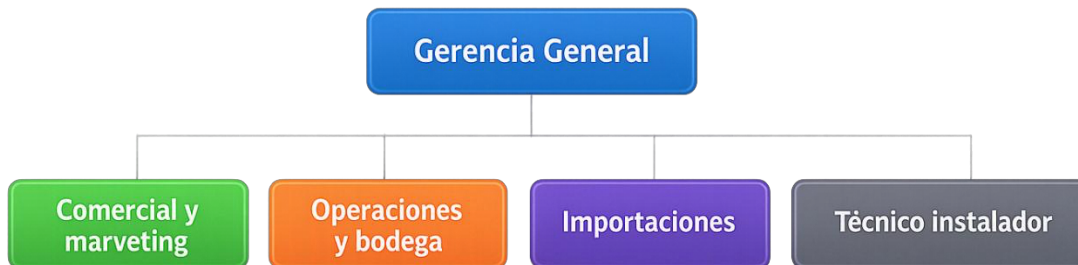 Gerencia General
Comercial y
marveting
Operaciones
y bodega
Importaciones
Técnico instalador